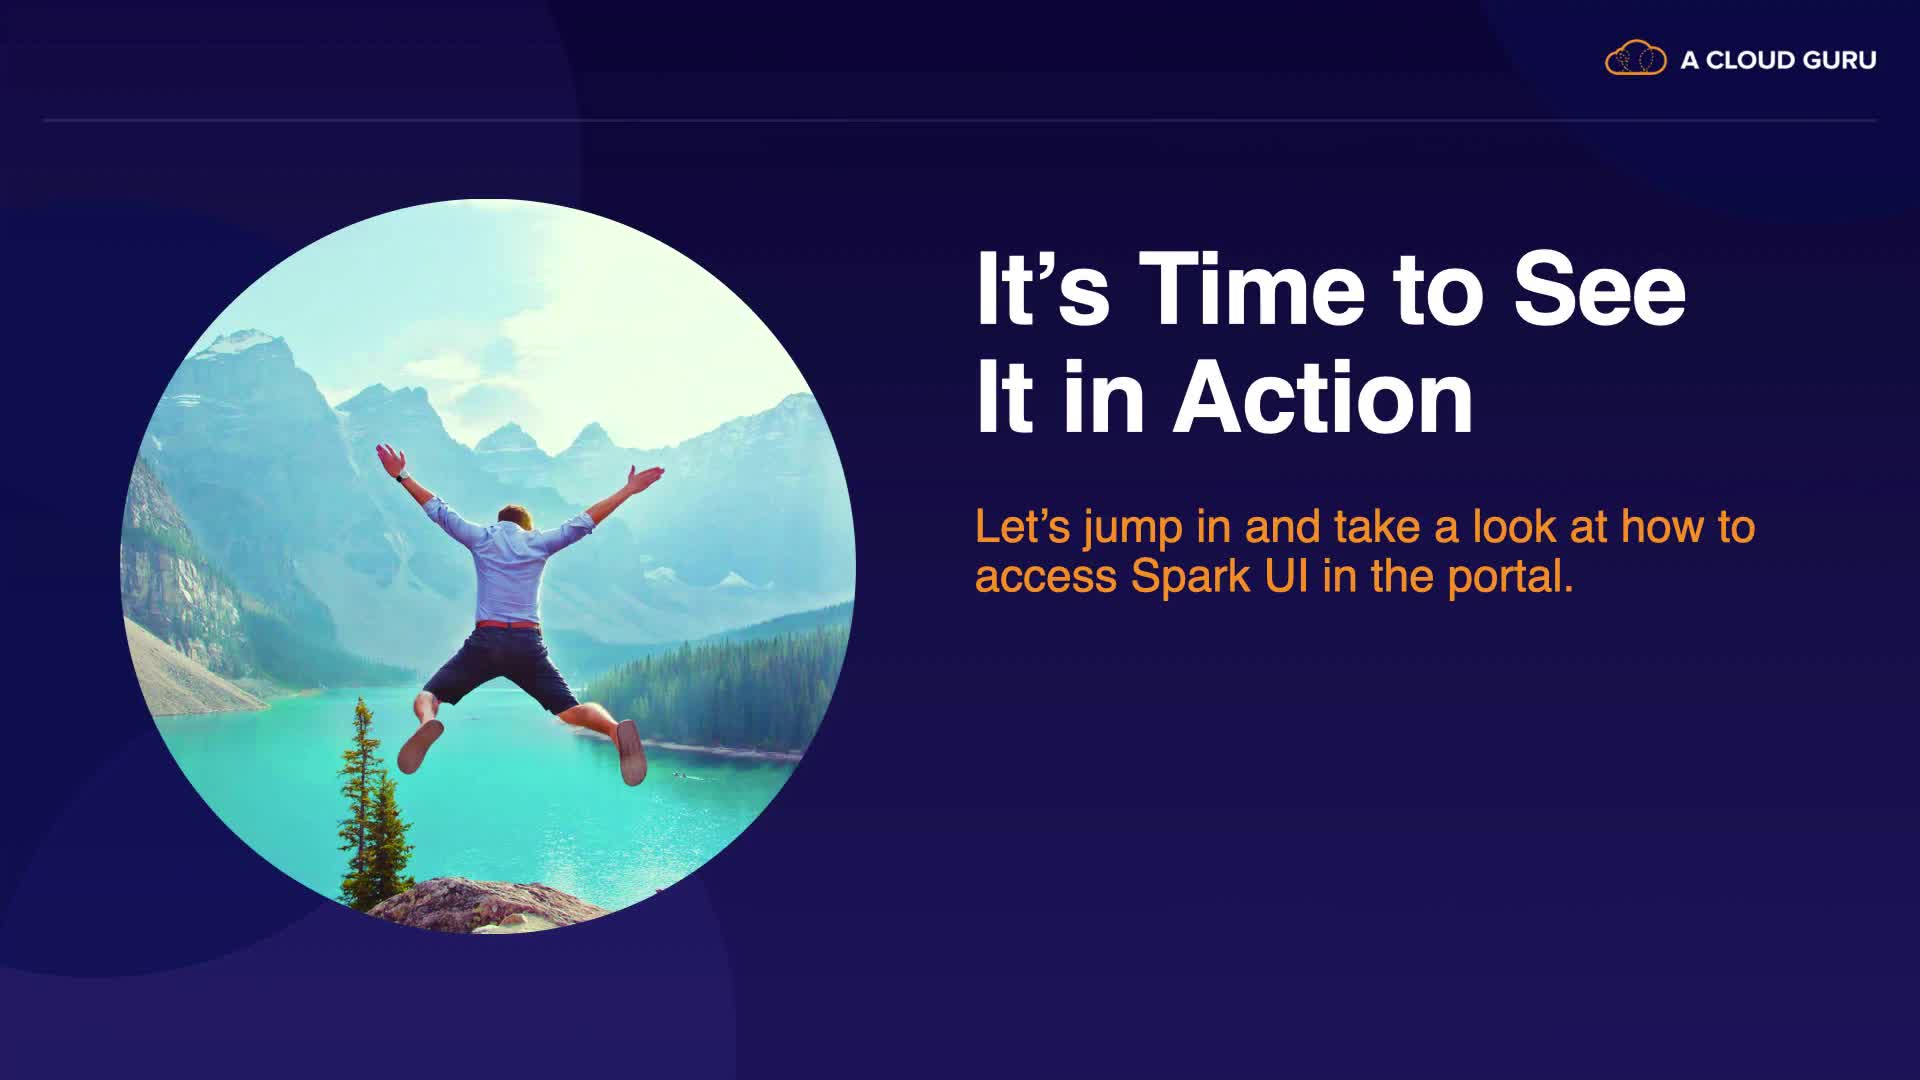 A CLOUD GURU
It’s Time to See
It in Action
Let’s jump in and take a look at how to
access Spark UI in the portal.